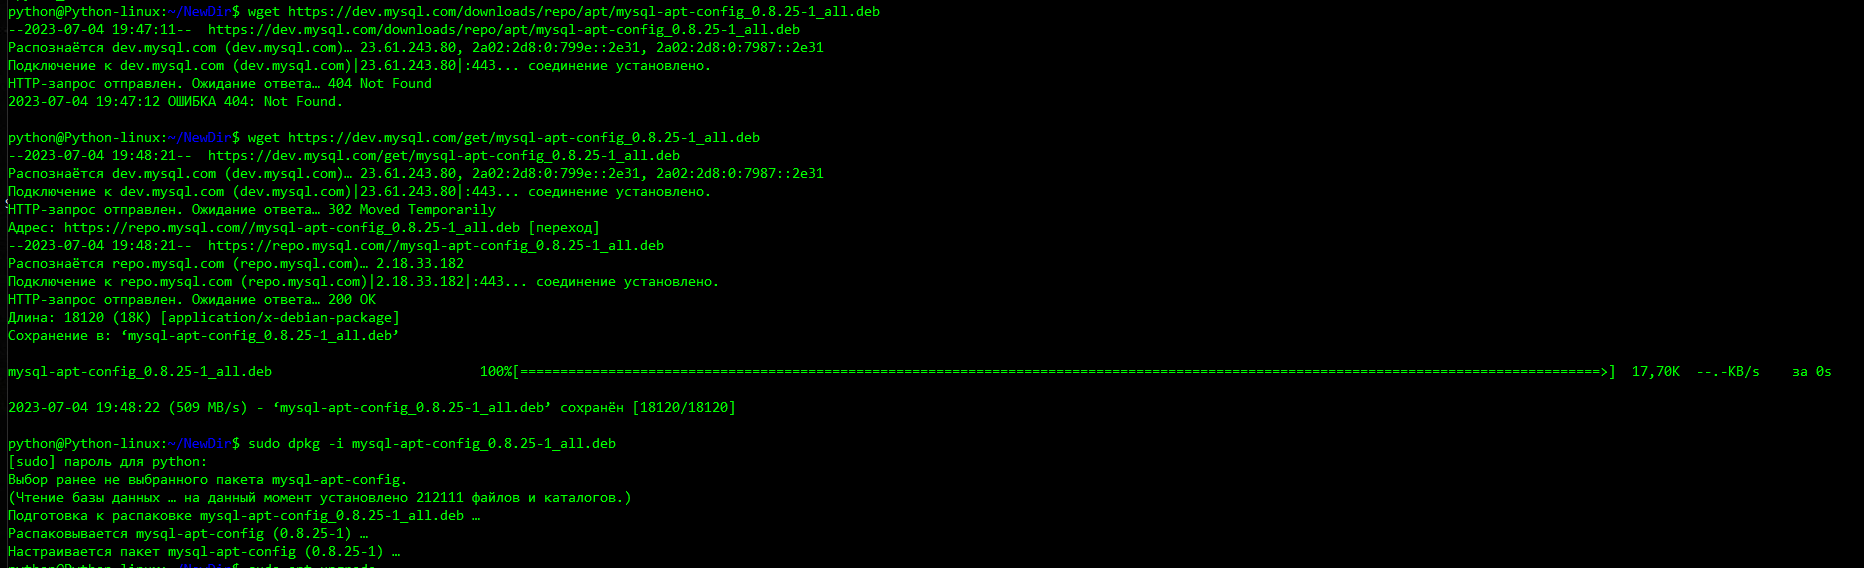 python@Python-linux:~/NewDir$ wget https://dev.mysql.com/downloads/repo/apt/mysql-apt-config_0.8.25-1_all.deb
--2023-07-04 19:47:11--  https://dev.mysql.com/downloads/repo/apt/mysql-apt-config_0.8.25-1_all.deb
Распознаётся dev.mysql.com (dev.mysql.com)… 23.61.243.80, 2a02:2d8:0:799e::2e31, 2a02:2d8:0:7987::2e31
Подключение к dev.mysql.com (dev.mysql.com)|23.61.243.80|:443... соединение установлено.
HTTP-запрос отправлен. Ожидание ответа… 404 Not Found
2023-07-04 19:47:12 ОШИБКА 404: Not Found.
python@Python-linux:~/NewDir$ wget https://dev.mysql.com/get/mysql-apt-config_0.8.25-1_all.deb
--2023-07-04 19:48:21--  https://dev.mysql.com/get/mysql-apt-config_0.8.25-1_all.deb
Распознаётся dev.mysql.com (dev.mysql.com)… 23.61.243.80, 2a02:2d8:0:799e::2e31, 2a02:2d8:0:7987::2e31
Подключение к dev.mysql.com (dev.mysql.com)|23.61.243.80|:443... соединение установлено.
HTTP-запрос отправлен. Ожидание ответа… 302 Moved Temporarily
Адрес: https://repo.mysql.com//mysql-apt-config_0.8.25-1_all.deb [переход]
--2023-07-04 19:48:21--  https://repo.mysql.com//mysql-apt-config_0.8.25-1_all.deb
Распознаётся repo.mysql.com (repo.mysql.com)… 2.18.33.182
Подключение к repo.mysql.com (repo.mysql.com)|2.18.33.182|:443... соединение установлено.
HTTP-запрос отправлен. Ожидание ответа… 200 OK
Длина: 18120 (18K) [application/x-debian-package]
Сохранение в: ‘mysql-apt-config_0.8.25-1_all.deb’
mysql-apt-config_0.8.25-1_all.deb 100%[=======================================================================================================================================>] 17,70K --.-KB/s за 0s
2023-07-04 19:48:22 (509 MB/s) - ‘mysql-apt-config_0.8.25-1_all.deb’ сохранён [18120/18120]
python@Python-linux:~/NewDir$ sudo dpkg -i mysql-apt-config_0.8.25-1_all.deb
[sudo] пароль для python:
Выбор ранее не выбранного пакета mysql-apt-config.
(Чтение базы данных … на данный момент установлено 212111 файлов и каталогов.)
Подготовка к распаковке mysql-apt-config_0.8.25-1_all.deb …
Распаковывается mysql-apt-config (0.8.25-1) …
Настраивается пакет mysql-apt-config (0.8.25-1) …